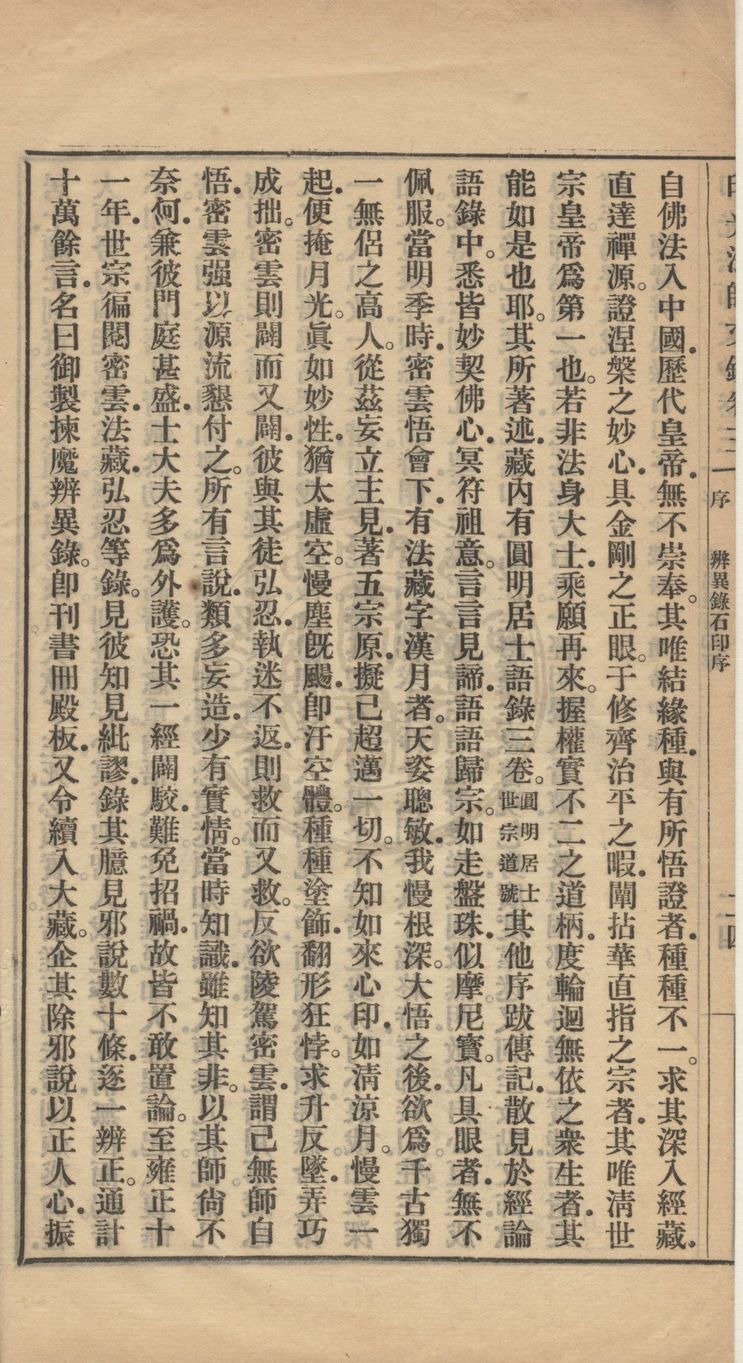 序 辨異錄石印序
自佛法入中國.歷代皇帝.無不崇奉。其唯結緣種.與有所悟證者.種種不一。求其深入經藏.
直達禪源.證涅槃之妙心.具金剛之正眼。于修齊治平之暇.闡拈華直指之宗者.其唯淸世
宗皇帝爲第一也。若非法身大士.乘願再來。握權實不二之道柄.度輪迴無依之衆生者.其
能如是也耶。其所著述.藏內有圓明居士語錄三卷。圓明居士世宗道號其他序跋傳記.散見於經論
語錄中。悉皆妙契佛心.冥符祖意。言言見諦.語語歸宗。如走盤珠.似摩尼寶。凡具眼者.無不
佩服。當明季時.密雲悟會下.有法藏字漢月者。天姿聰敏.我慢根深。大悟之後.欲爲千古獨
一無侶之高人。從茲妄立主見.著五宗原.擬已超邁一切。不知如來心印.如淸涼月。慢雲一
起.便掩月光。眞如妙性.猶太虛空。慢塵旣颺.卽汙空體。種種塗飾.翻形狂悖。求升反墜.弄巧
成拙。密雲則闢而又闢.彼與其徒弘忍.執迷不返.則救而又救。反欲陵駕密雲.謂己無師自
悟.密雲强以源流懇付之。所有言說.類多妄造.少有實情。當時知識.雖知其非。以其師尙不
奈何.兼彼門庭甚盛.士大夫多爲外護。恐其一經闢駮.難免招禍.故皆不敢置論。至雍正十
一年.世宗徧閱密雲.法藏.弘忍等錄。見彼知見紕謬.錄其臆見邪說數十條.逐一辨正。通計
十萬餘言.名曰御製揀魔辨異錄。卽刊書冊殿板.又令續入大藏。企其除邪說以正人心.振